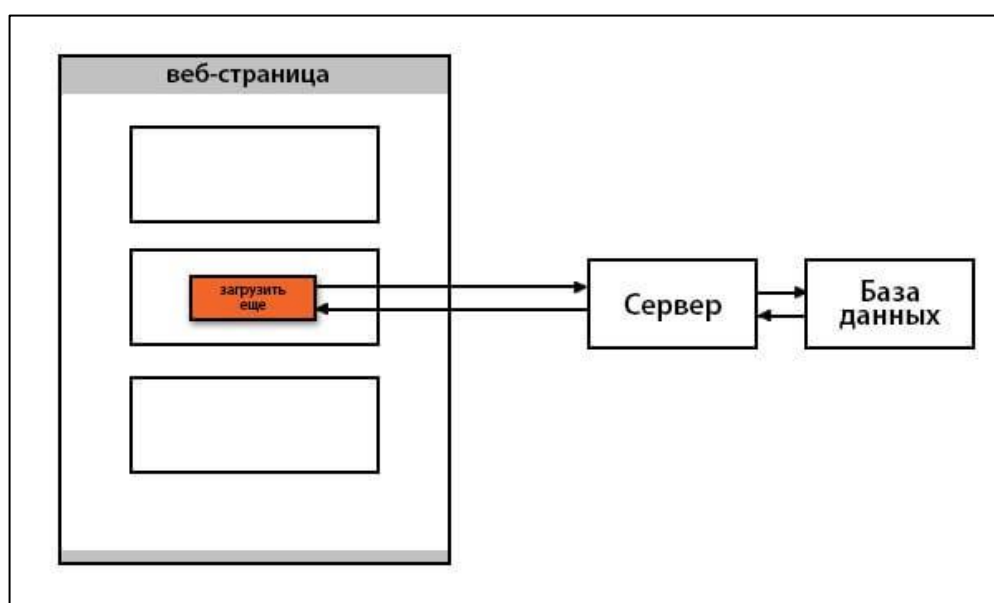 веб-страница
загрузить
еще
Сервер
База
данных